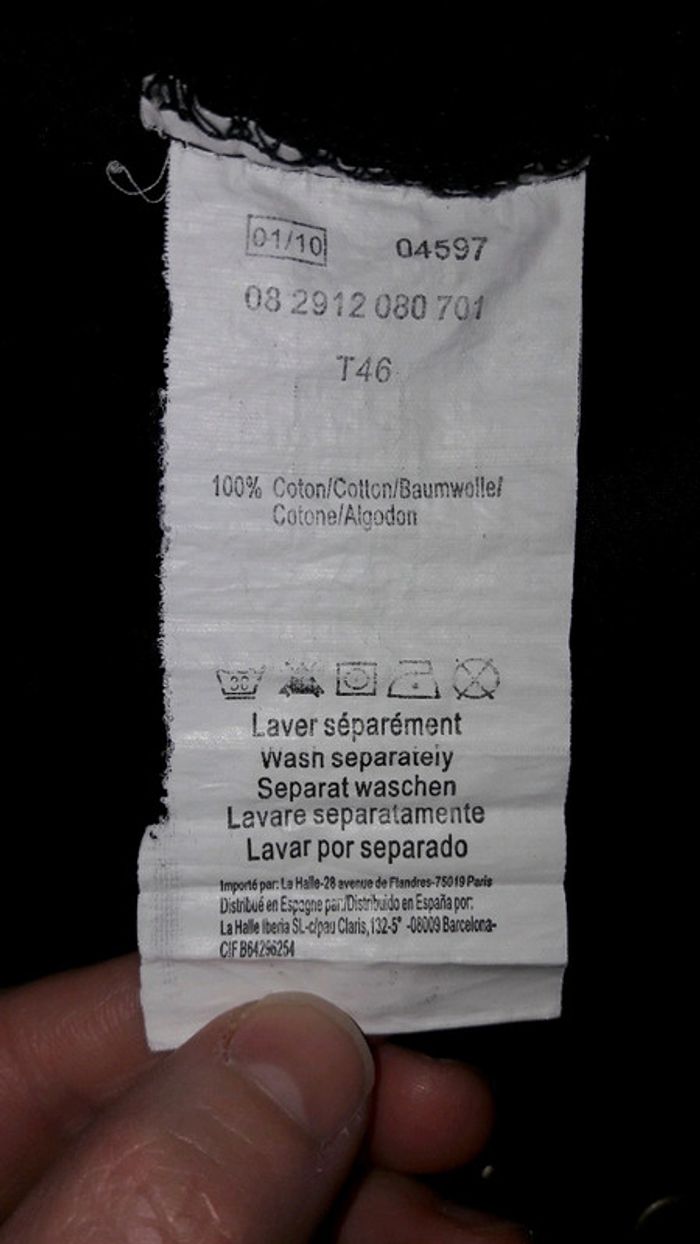 01/10 04597
08 2912 080 701
T46
100% Coton/Cotton/Baumwolle/
Cotone/Algodon
30
Laver séparément
Wash separately
Separat waschen
Lavare separatamente
Lavar por separado
Importé par: La Halle-28 avenue de Flandres-75019 Paris
Distribué en Espagne par:/Distribuido en España por:
La Halle Iberia SL-c/pau Claris,132-5° -08009 Barcelona-
CIF B64296254